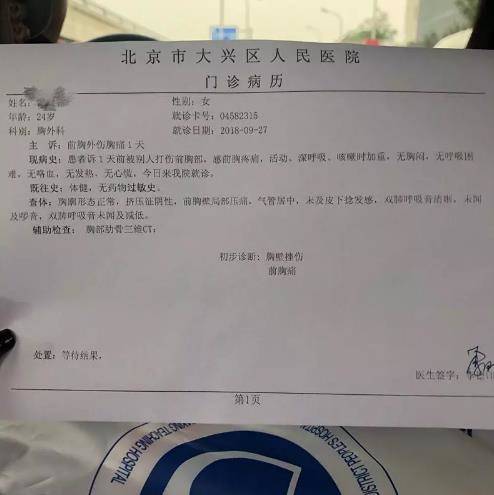 北京市大兴区人民医院
门诊病历
姓名:
性别: 女
年龄: 24岁
就诊卡号: 04582315
科别: 胸外科
就诊日期: 2018-09-27
主 诉: 前胸外伤胸痛1天
现病史: 患者诉1天前被别人打伤前胸部, 感前胸疼痛, 活动、深呼吸、咳嗽时加重, 无胸闷, 无呼吸困
难, 无咯血, 无发热、无心慌, 今日来我院就诊。
既往史: 体健, 无药物过敏史。
查体: 胸廓形态正常, 挤压征阴性, 前胸壁局部压痛, 气管居中, 未及皮下捻发感, 双肺呼吸音清晰, 未闻
及啰音, 双肺呼吸音未闻及减低。
辅助检查: 胸部肋骨三维CT:
初步诊断: 胸壁挫伤
前胸痛
处置: 等待结果,
医生签字:
第1页
DISTRICT PEOPLE'S HOSPITAL
TEACHING HOSPITAL